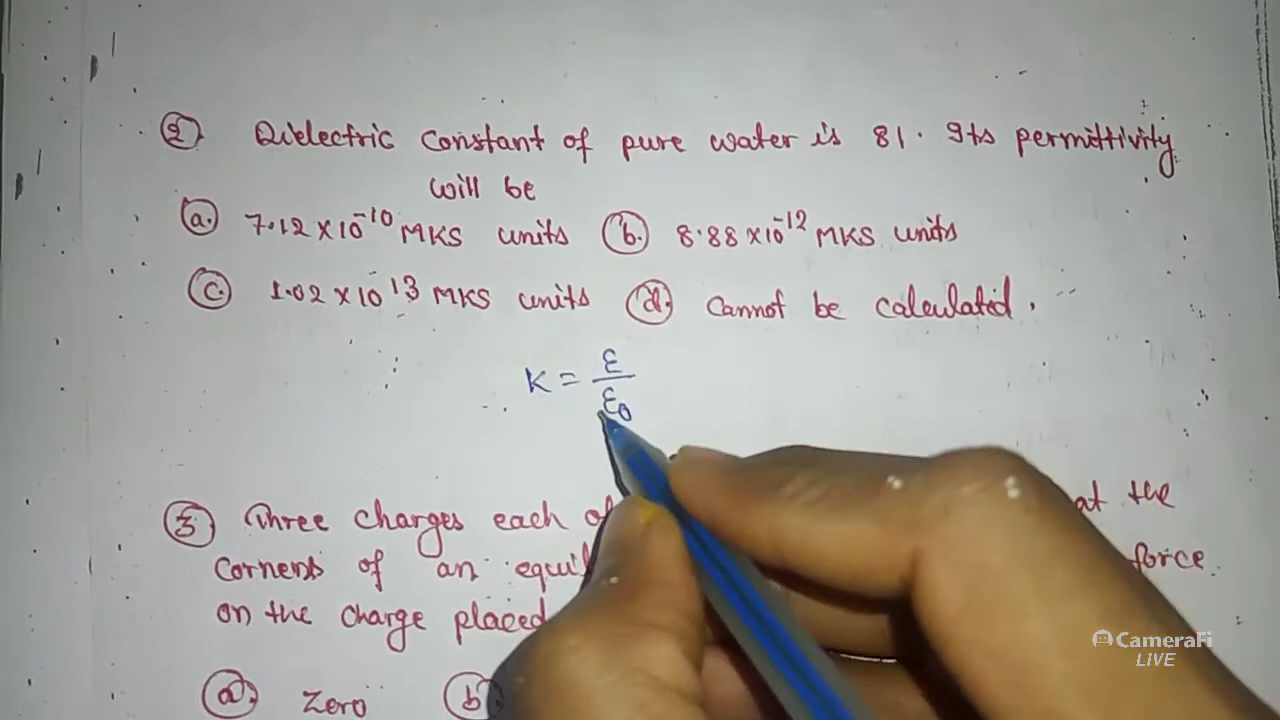 2. Dielectric Constant of pure water is 81. Its permittivity
will be
a. 7.12 x 10^-10 MKS units b. 8.88 x 10^-12 MKS units
c. 1.02 x 10^-13 MKS units d. Cannot be calculated.
K = ε/ε0
3. Three charges each of at the
corners of an force
on the charge placed
a. Zero b.
CameraFi
LIVE